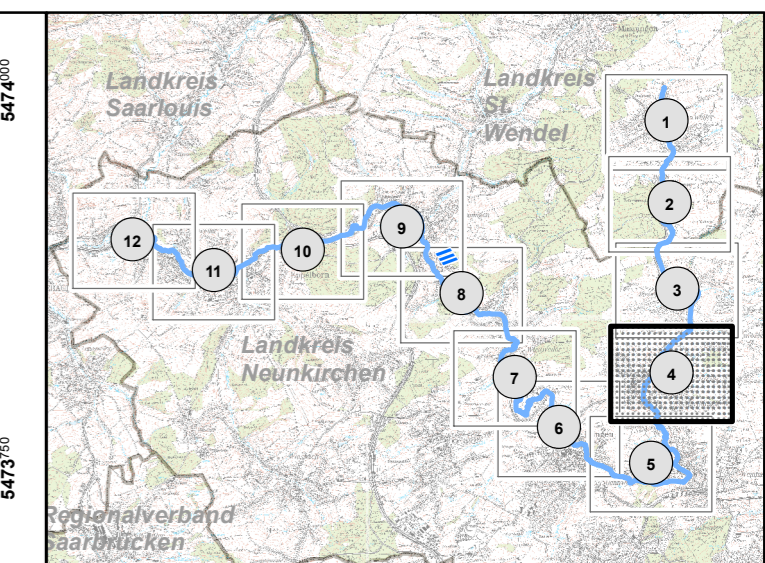 5474000
5473750
Landkreis
Saarlouis
Landkreis
St.
Wendel
1
2
3
4
5
6
7
8
9
10
11
12
Landkreis
Neunkirchen
Regionalverband
Saarbrücken